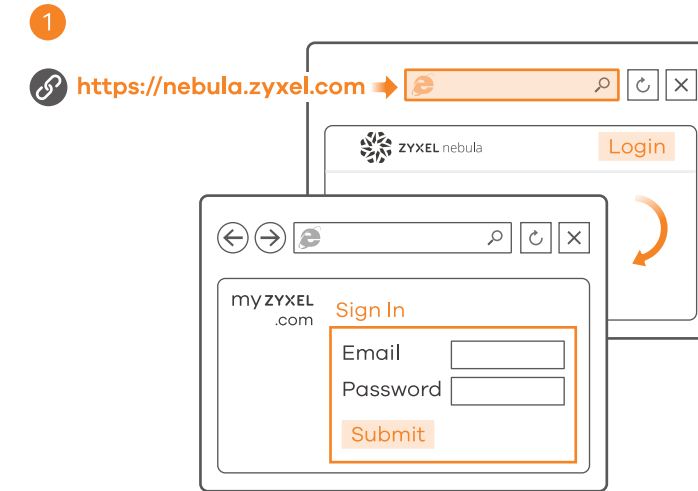 1
https://nebula.zyxel.com
ZYXEL nebula
Login
my ZYXEL
.com
Sign In
Email
Password
Submit